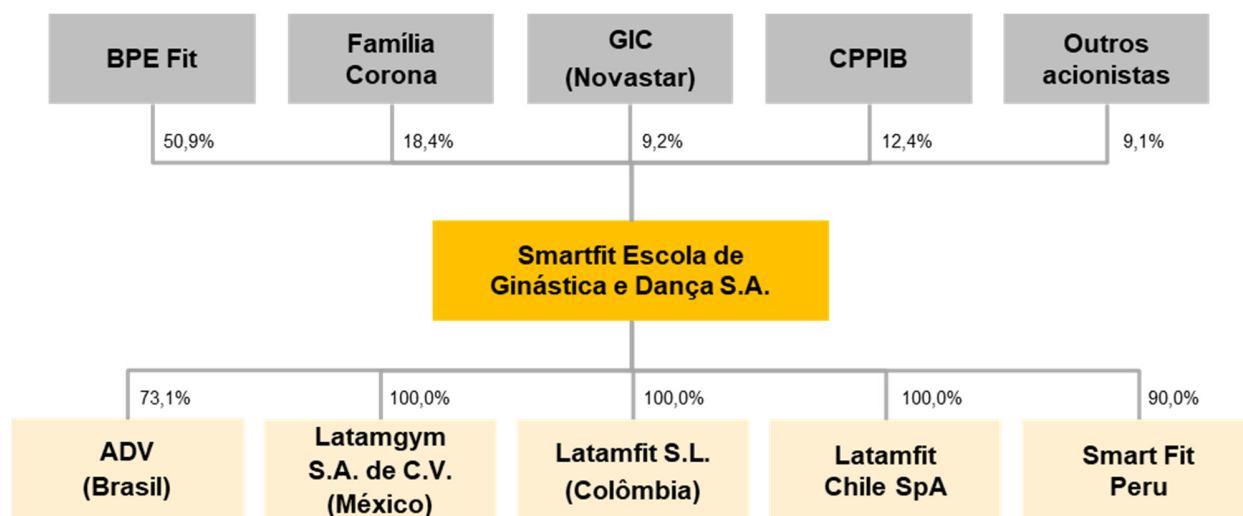 BPE Fit
Família
Corona
GIC
(Novastar)
CPPIB
Outros
acionistas
50,9%
18,4%
9,2%
12,4%
9,1%
Smartfit Escola de
Ginástica e Dança S.A.
73,1%
100,0%
100,0%
100,0%
90,0%
ADV
(Brasil)
Latamgym
S.A. de C.V.
(México)
Latamfit S.L.
(Colômbia)
Latamfit
Chile SpA
Smart Fit
Peru